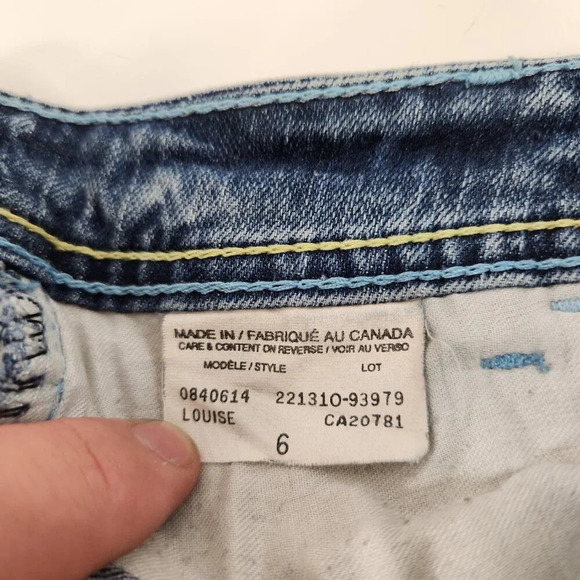 MADE IN / FABRIQUÉ AU CANADA
CARE & CONTENT ON REVERSE / VOIR AU VERSO
MODÈLE / STYLE LOT
0840614 221310-93979
LOUISE CA20781
6